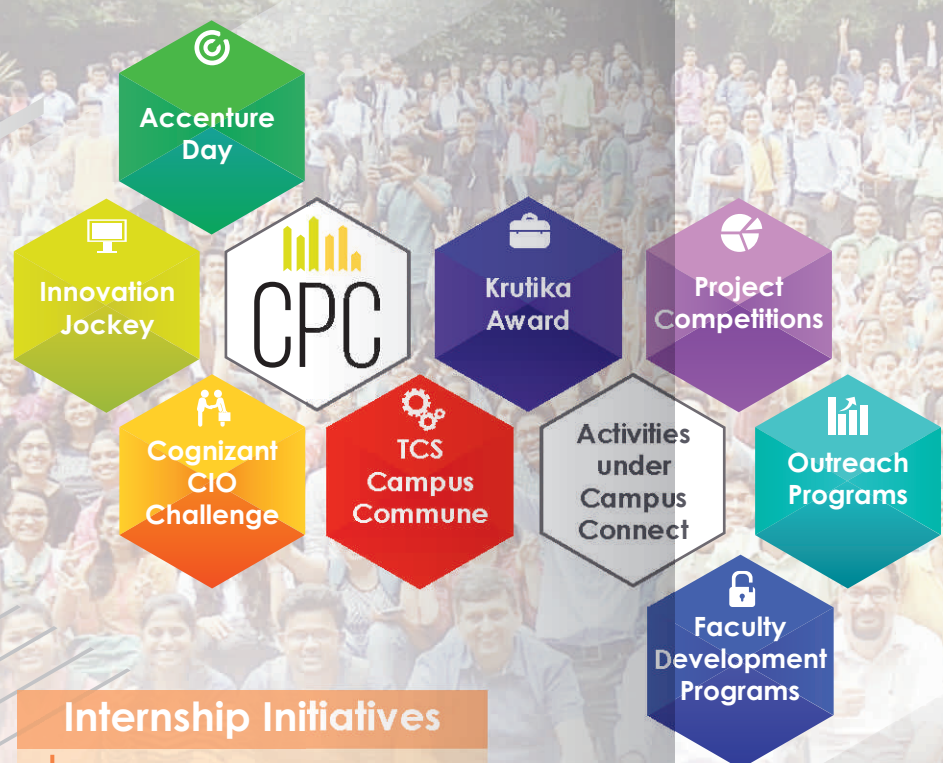 Accenture
Day
Innovation
Jockey
CPC
Krutika
Award
Project
Competitions
Cognizant
CIO
Challenge
TCS
Campus
Commune
Activities
under
Campus
Connect
Outreach
Programs
Faculty
Development
Programs
Internship Initiatives